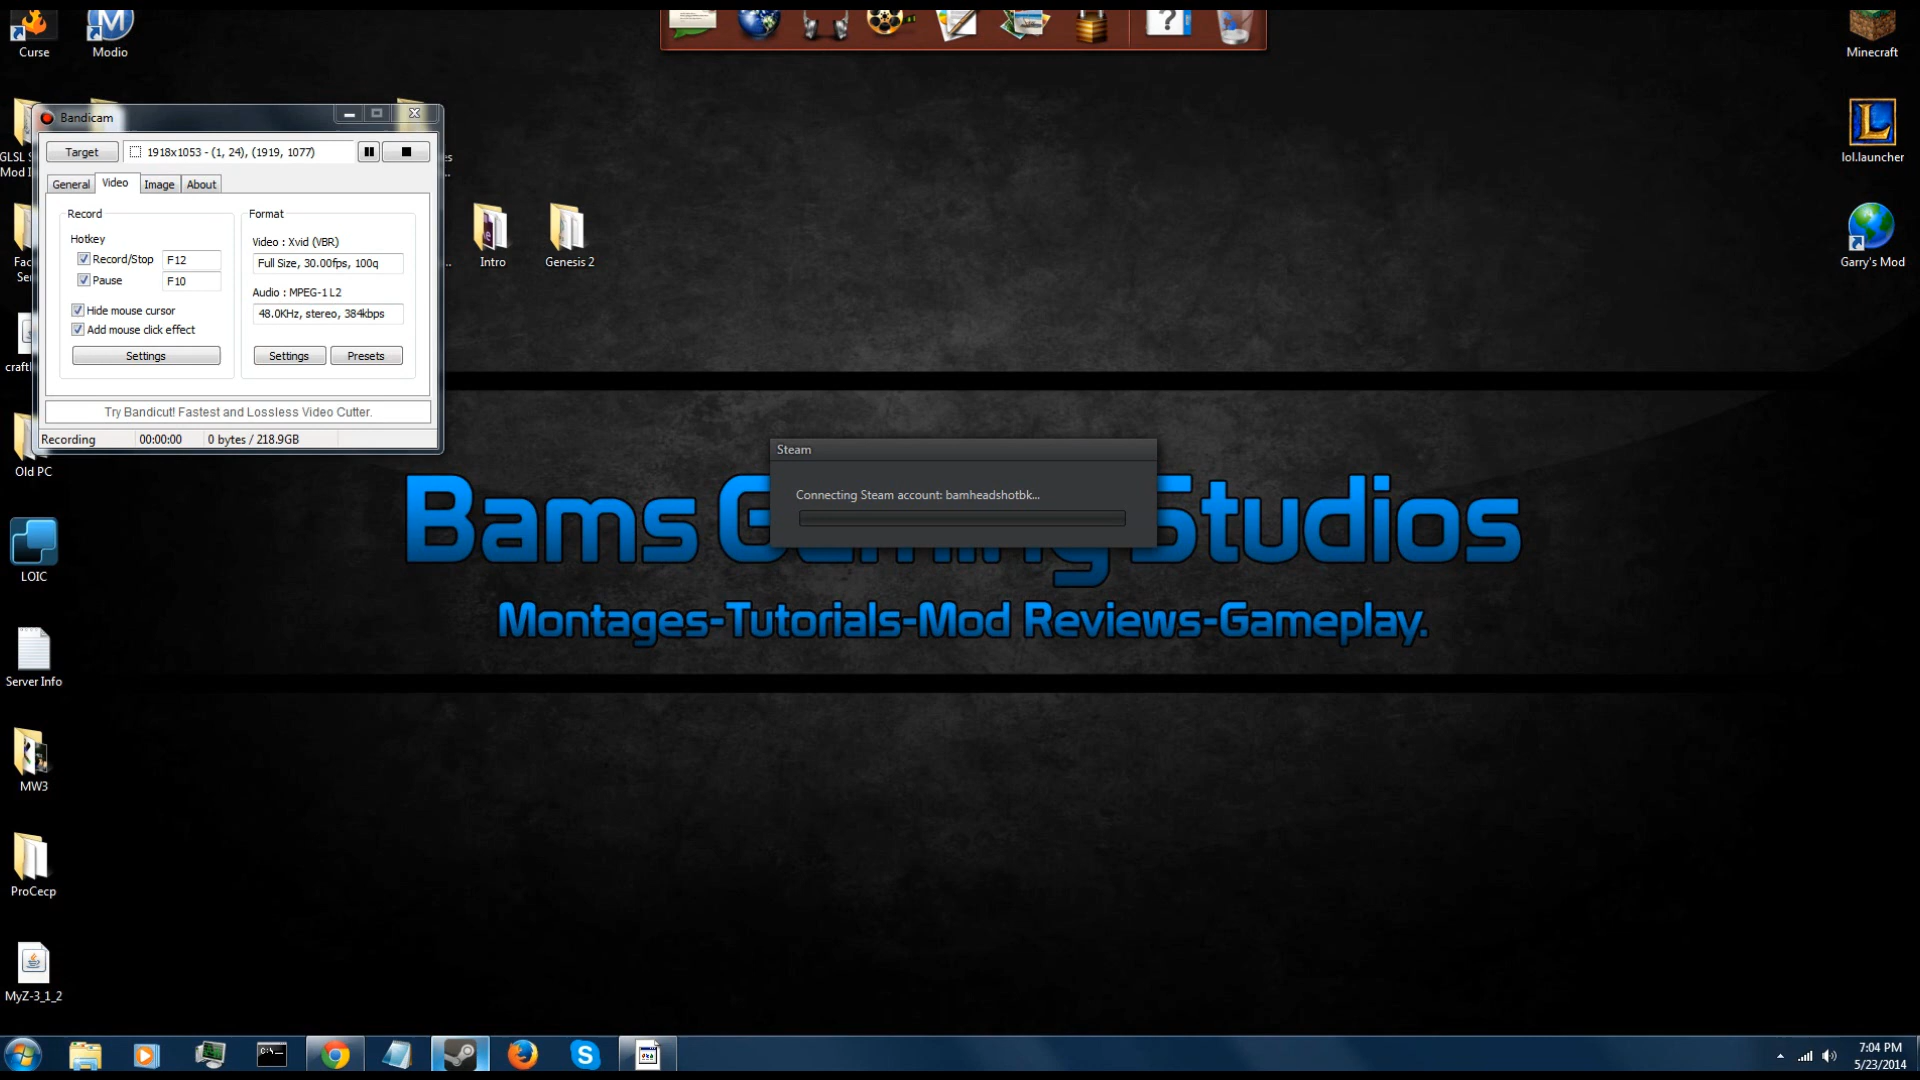 Curse
Modio
Minecraft
Bandicam
Target
1918x1053 - (1, 24), (1919, 1077)
General
Video
Image
About
Record
Hotkey
Record/Stop
F12
Pause
F10
Hide mouse cursor
Add mouse click effect
Settings
Format
Video : Xvid (VBR)
Full Size, 30.00fps, 100q
Audio : MPEG-1 L2
48.0KHz, stereo, 384kbps
Settings
Presets
Try Bandicut! Fastest and Lossless Video Cutter.
Recording
00:00:00
0 bytes / 218.9GB
GLSL
Mod
Intro
Genesis 2
lol.launcher
Garry's Mod
Old PC
LOIC
Server Info
MW3
ProCecp
MyZ-3_1_2
Steam
Connecting Steam account: bamheadshotbk...
Bams Studios
Montages-Tutorials-Mod Reviews-Gameplay.
C:\
7:04 PM
5/23/2014